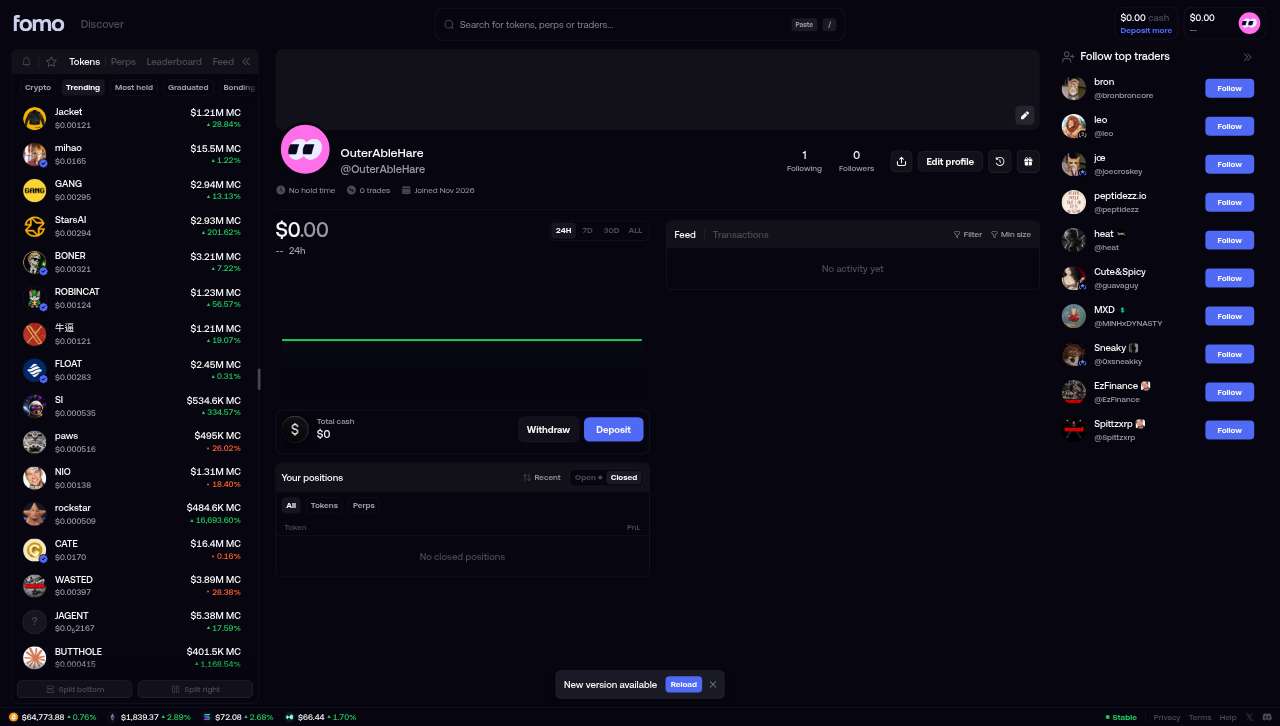 fomo
Discover
Search for tokens, perps or traders...
Paste
/
$0.00 cash
Deposit more
$0.00
--
Tokens
Perps
Leaderboard
Feed
Crypto
Trending
Most held
Graduated
Bonding
Jacket
$1.21M MC
$0.00121
28.84%
mihao
$15.5M MC
$0.0165
1.22%
GANG
$2.94M MC
$0.00295
13.13%
StarsAI
$2.93M MC
$0.00294
201.62%
BONER
$3.21M MC
$0.00321
7.22%
ROBINCAT
$1.23M MC
$0.00124
56.57%
牛逼
$1.21M MC
$0.00121
19.07%
FLOAT
$2.45M MC
$0.00283
0.31%
SI
$534.6K MC
$0.000535
334.57%
paws
$495K MC
$0.000516
26.02%
NIO
$1.31M MC
$0.00138
18.40%
rockstar
$484.6K MC
$0.000509
16,693.60%
CATE
$16.4M MC
$0.0170
0.16%
WASTED
$3.89M MC
$0.00397
28.38%
JAGENT
$5.38M MC
$0.0₅2167
17.59%
BUTTHOLE
$401.5K MC
$0.000415
1,168.54%
Split bottom
Split right
OuterAbleHare
@OuterAbleHare
No hold time
0 trades
Joined Nov 2026
1
Following
0
Followers
Edit profile
$0.00
-- 24h
24H
7D
30D
ALL
Total cash
$0
Withdraw
Deposit
Your positions
Recent
Open
Closed
All
Tokens
Perps
Token
PnL
No closed positions
Feed
Transactions
Filter
Min size
No activity yet
Follow top traders
bron
@bronbroncore
Follow
leo
@leo
Follow
jœ
@joecroskey
Follow
peptidezz.io
@peptidezz
Follow
heat
@heat
Follow
Cute&Spicy
@guavaguy
Follow
MXD
@MINHxDYNASTY
Follow
Sneaky
@0xsneakky
Follow
EzFinance
@EzFinance
Follow
Spittzxrp
@Spittzxrp
Follow
New version available
Reload
$64,773.88
0.76%
$1,839.37
2.89%
$72.08
2.68%
$66.44
1.70%
Stable
Privacy
Terms
Help